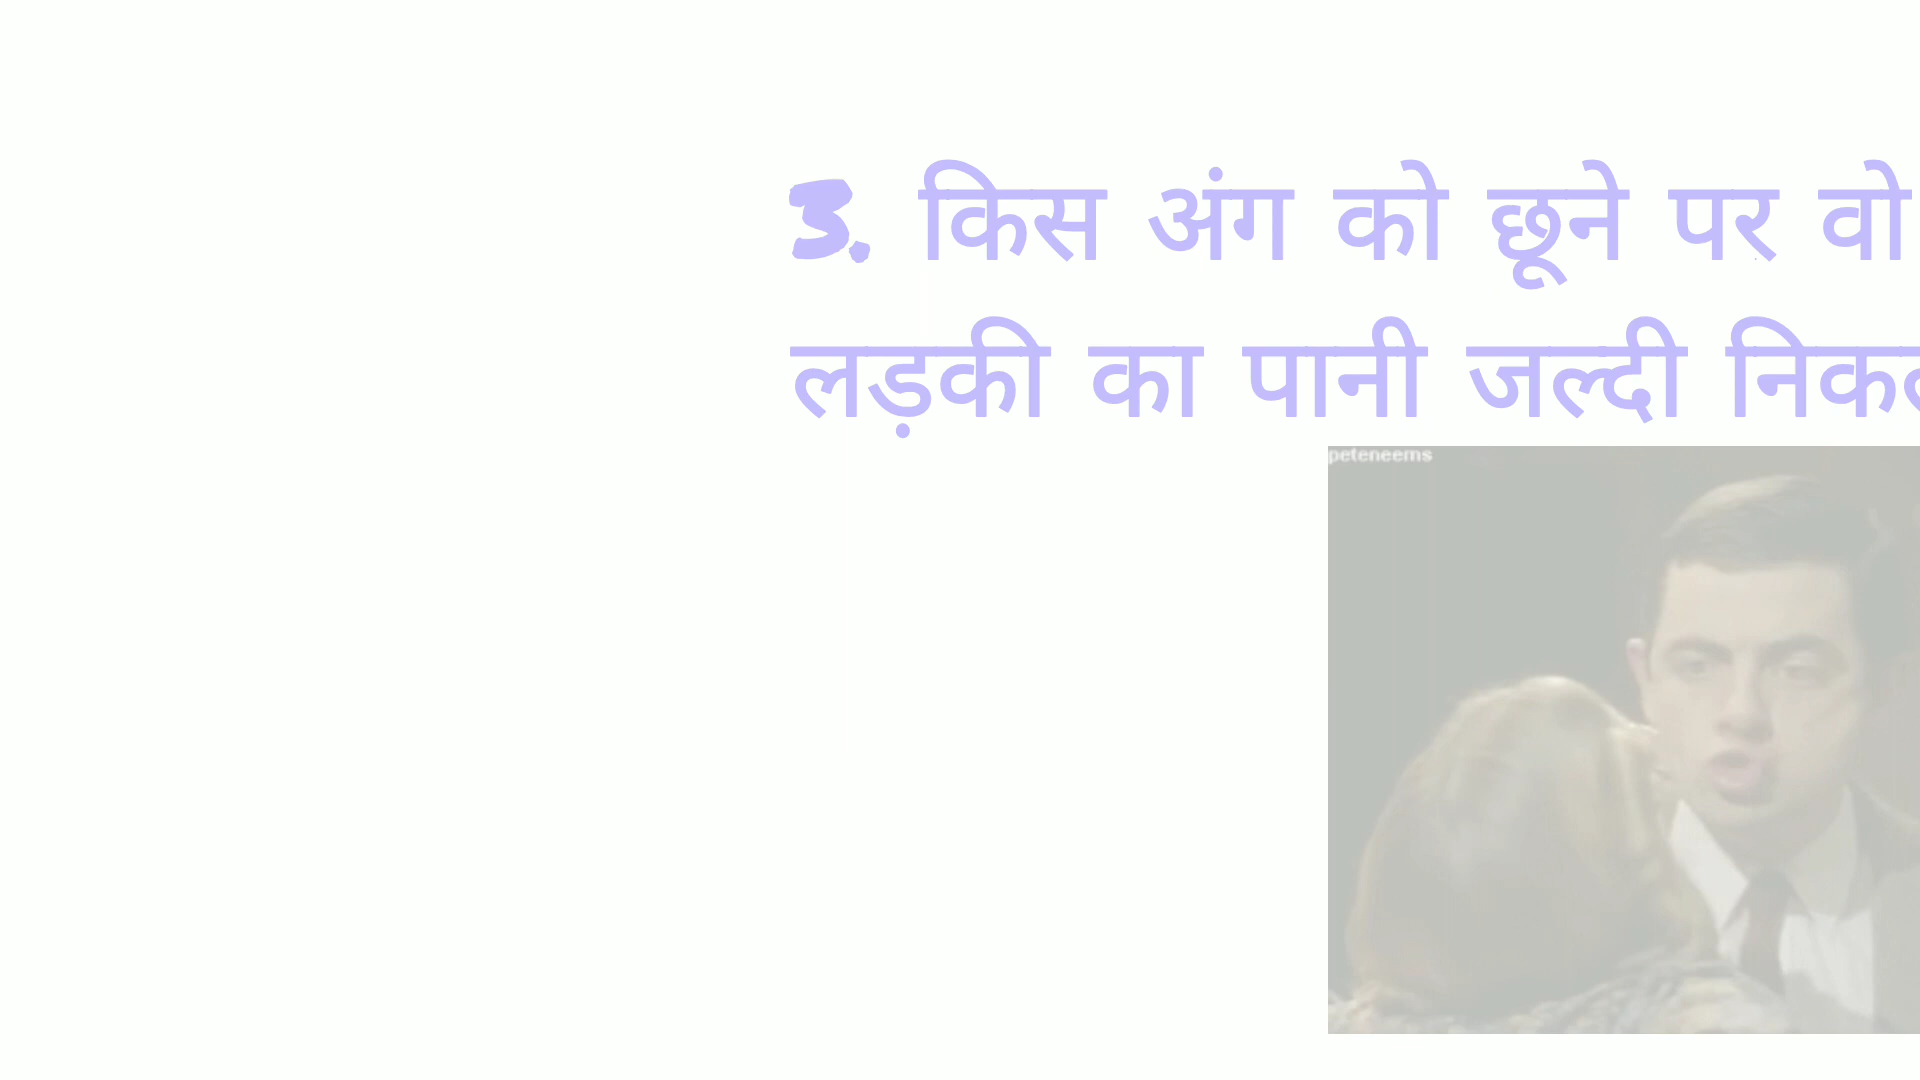 3. किस अंग को छूने पर वो
लड़की का पानी जल्दी
peteneems